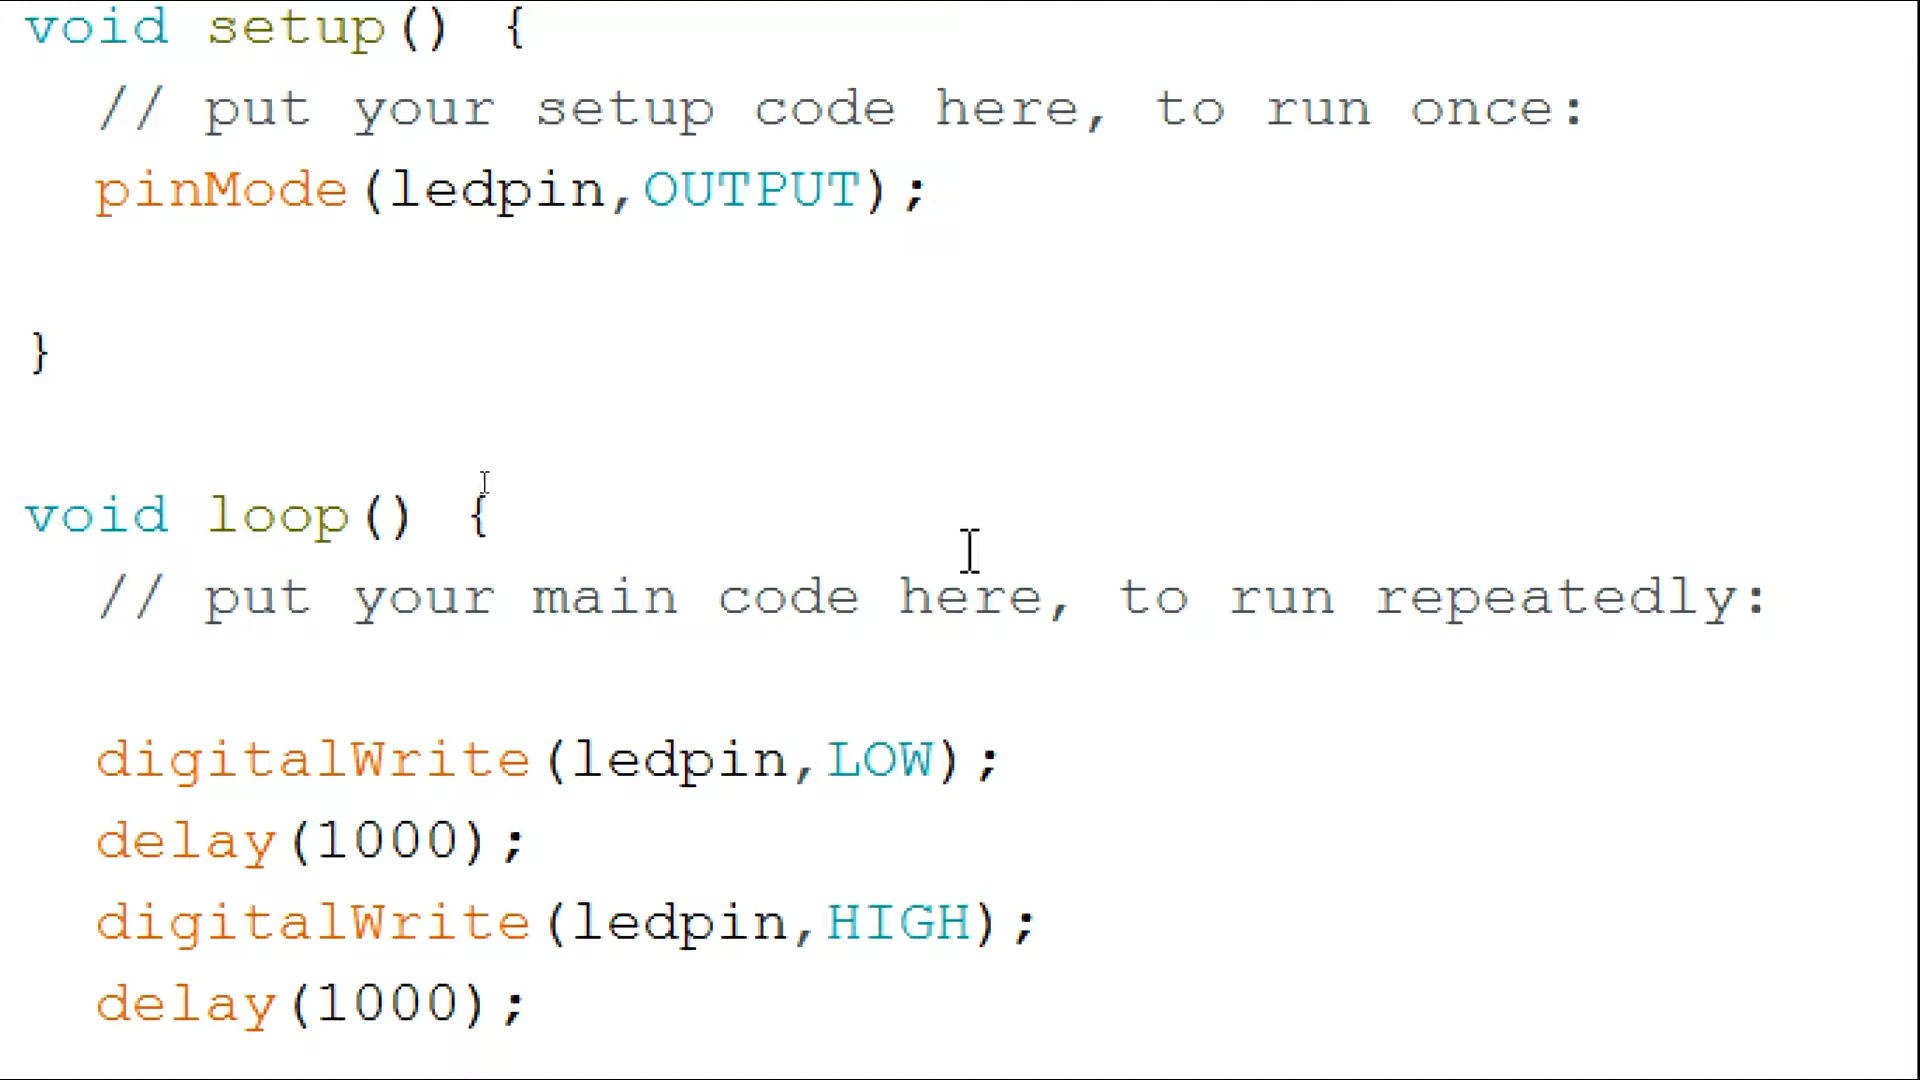 void setup() {
  // put your setup code here, to run once:
  pinMode(ledpin,OUTPUT);
}
void loop() {
  // put your main code here, to run repeatedly:
  digitalWrite(ledpin,LOW);
  delay(1000);
  digitalWrite(ledpin,HIGH);
  delay(1000);